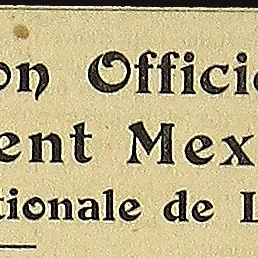 on Officie
ent Mex
tionale de L